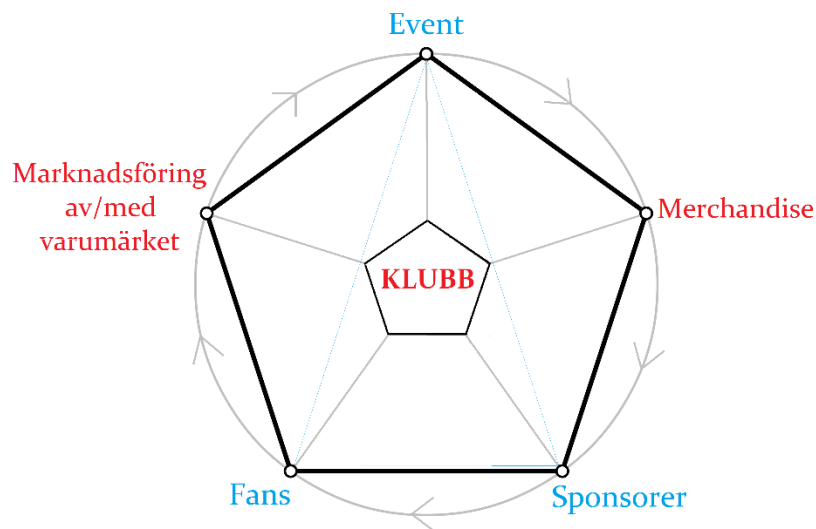 Event
Marknadsföring
av/med
varumärket
Merchandise
KLUBB
Fans
Sponsorer